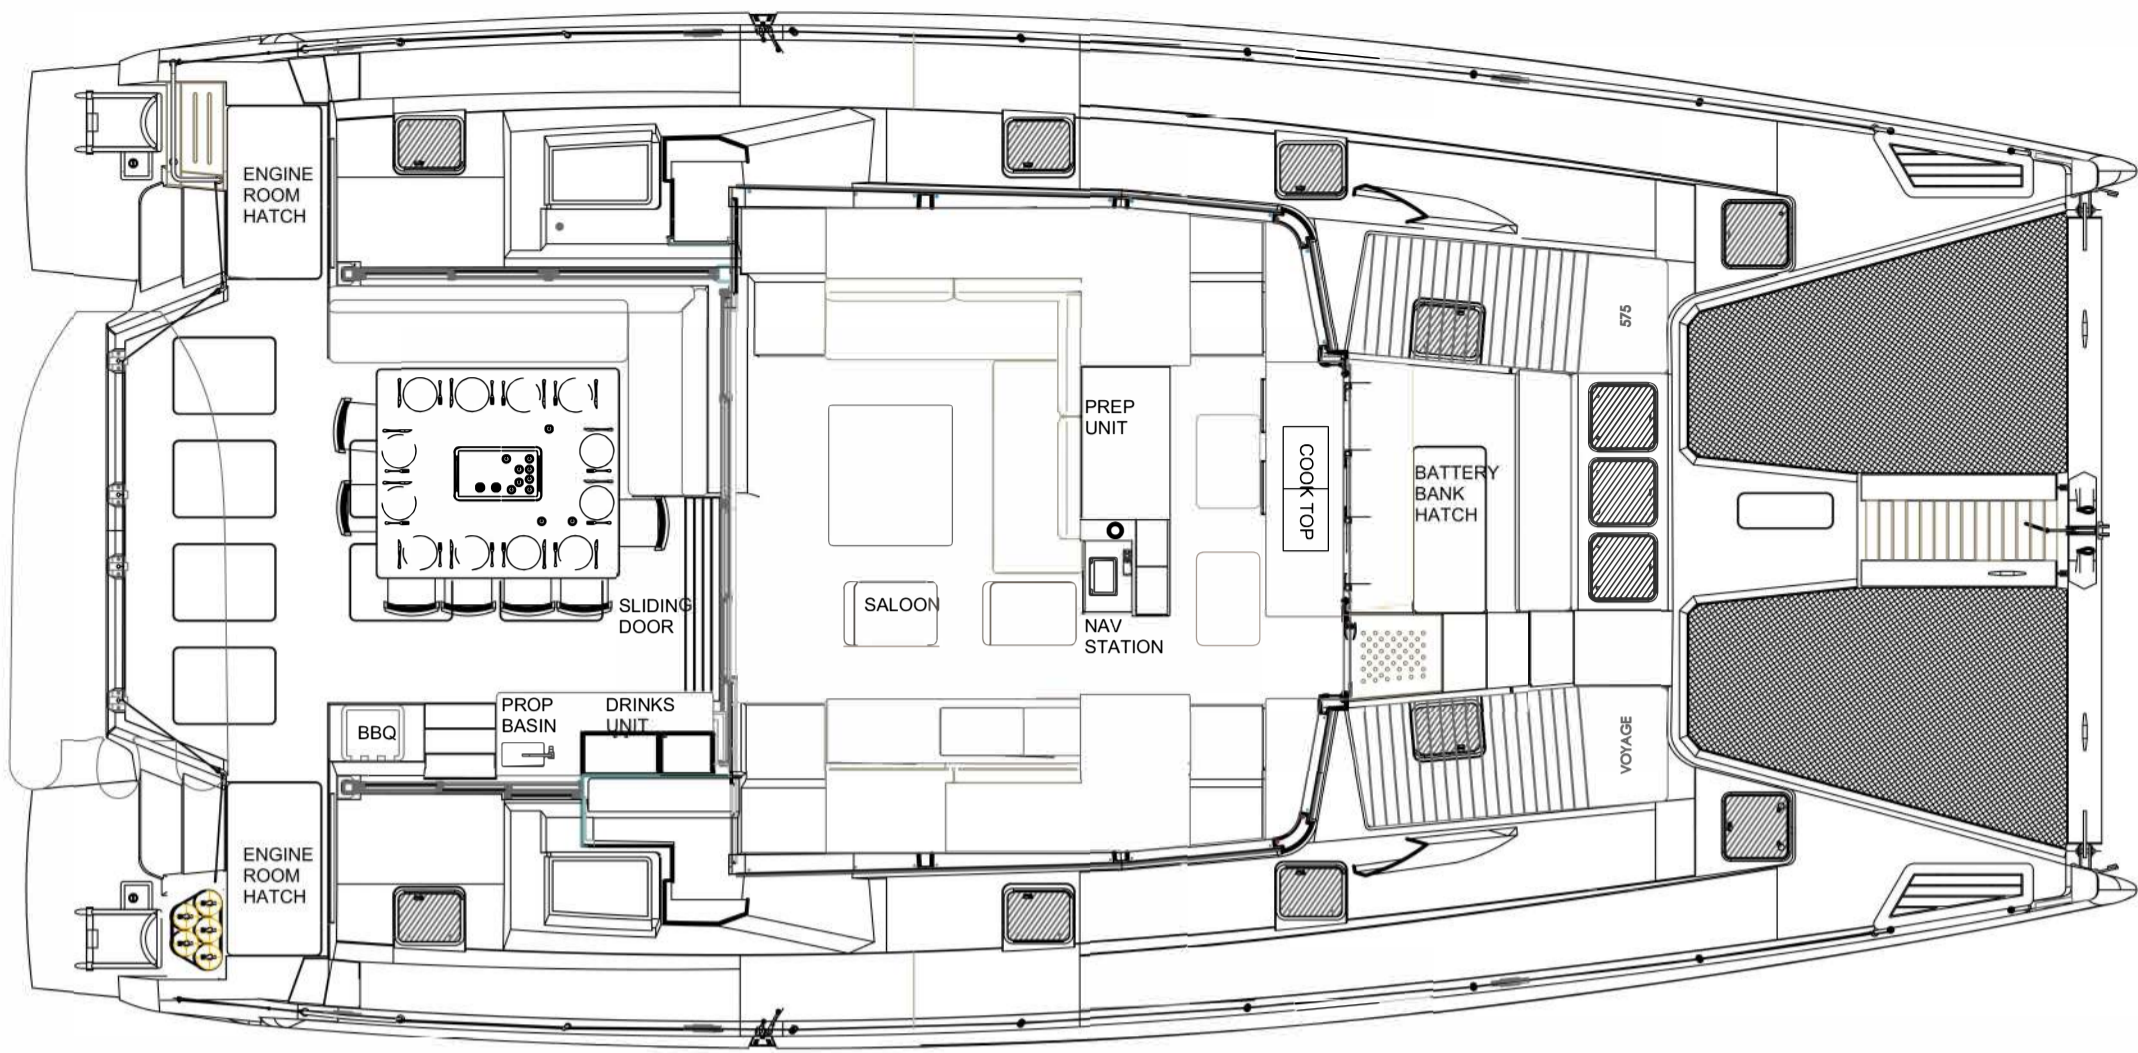 ENGINE
ROOM
HATCH
575
PREP
UNIT
COOK TOP
BATTERY
BANK
HATCH
SLIDING
DOOR
SALOON
NAV
STATION
BBQ
PROP
BASIN
DRINKS
UNIT
VOYAGE
ENGINE
ROOM
HATCH